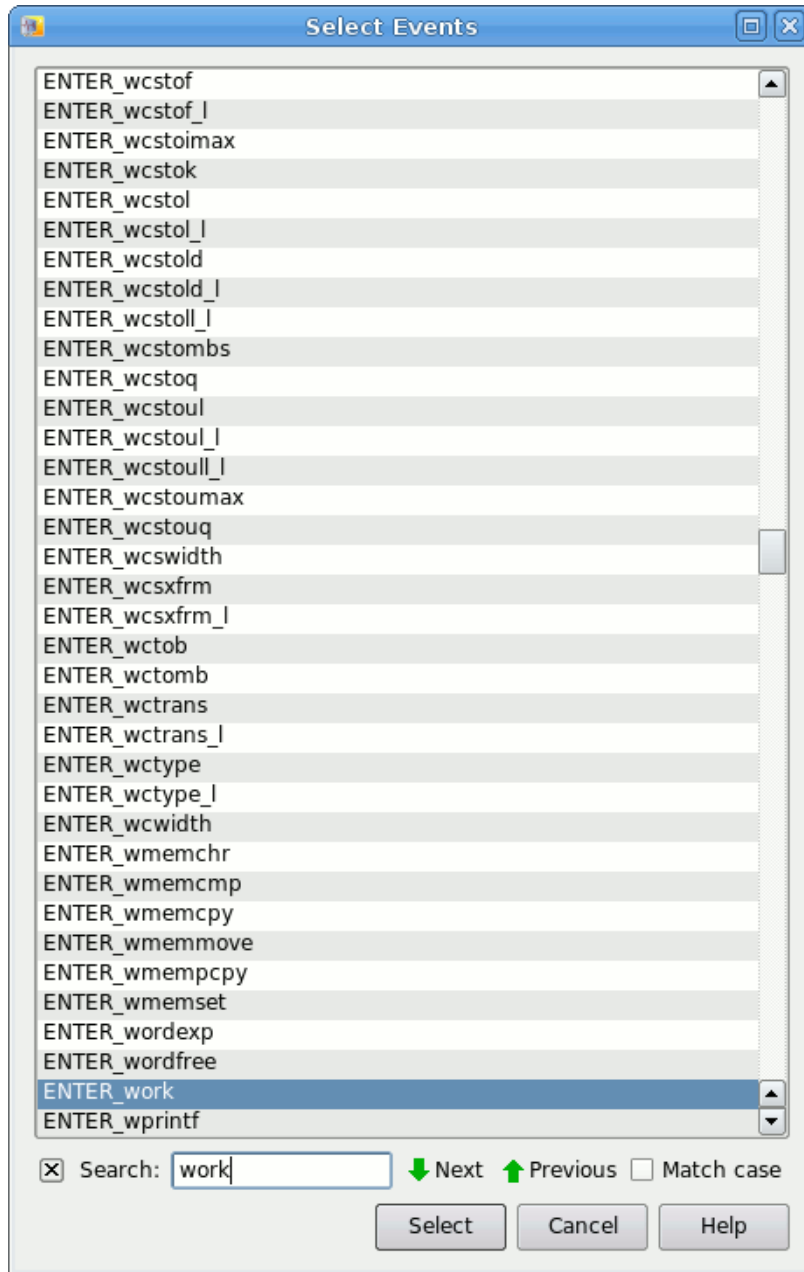 Select Events
ENTER_wcstof
ENTER_wcstof_l
ENTER_wcstoimax
ENTER_wcstok
ENTER_wcstol
ENTER_wcstol_l
ENTER_wcstold
ENTER_wcstold_l
ENTER_wcstoll_l
ENTER_wcstombs
ENTER_wcstoq
ENTER_wcstoul
ENTER_wcstoul_l
ENTER_wcstoull_l
ENTER_wcstoumax
ENTER_wcstouq
ENTER_wcswidth
ENTER_wcsxfrm
ENTER_wcsxfrm_l
ENTER_wctob
ENTER_wctomb
ENTER_wctrans
ENTER_wctrans_l
ENTER_wctype
ENTER_wctype_l
ENTER_wcwidth
ENTER_wmemchr
ENTER_wmemcmp
ENTER_wmemcpy
ENTER_wmemmove
ENTER_wmempcpy
ENTER_wmemset
ENTER_wordexp
ENTER_wordfree
ENTER_work
ENTER_wprintf
Search: work Next Previous Match case
Select Cancel Help